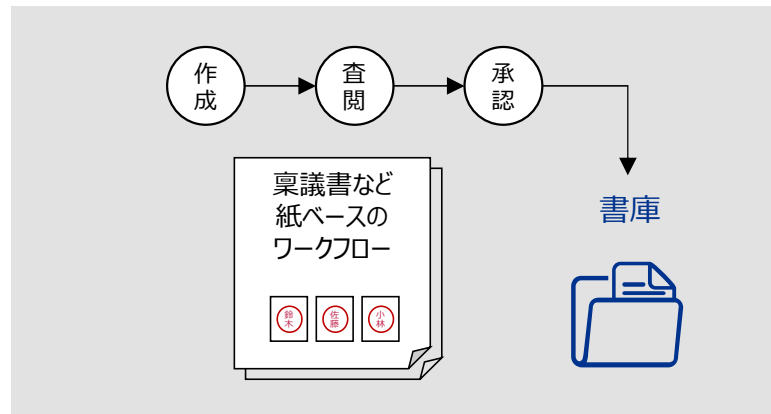 作成
査閲
承認
書庫
稟議書など
紙ベースの
ワークフロー
鈴木
佐藤
小林